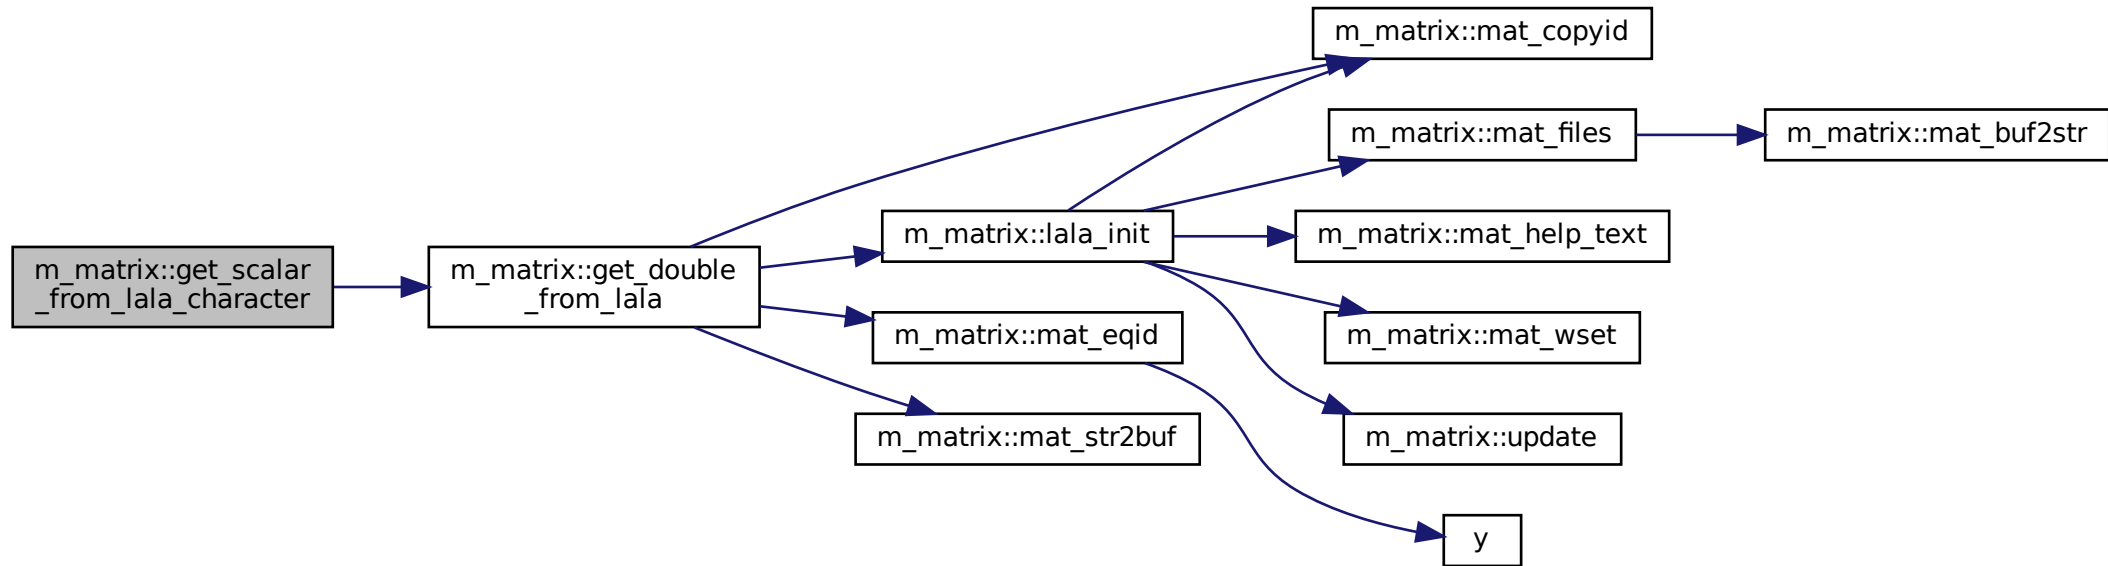 m_matrix::mat_copyid
m_matrix::mat_files
m_matrix::mat_buf2str
m_matrix::lala_init
m_matrix::mat_help_text
m_matrix::get_scalar
_from_lala_character
m_matrix::get_double
_from_lala
m_matrix::mat_eqid
m_matrix::mat_wset
m_matrix::mat_str2buf
m_matrix::update
y